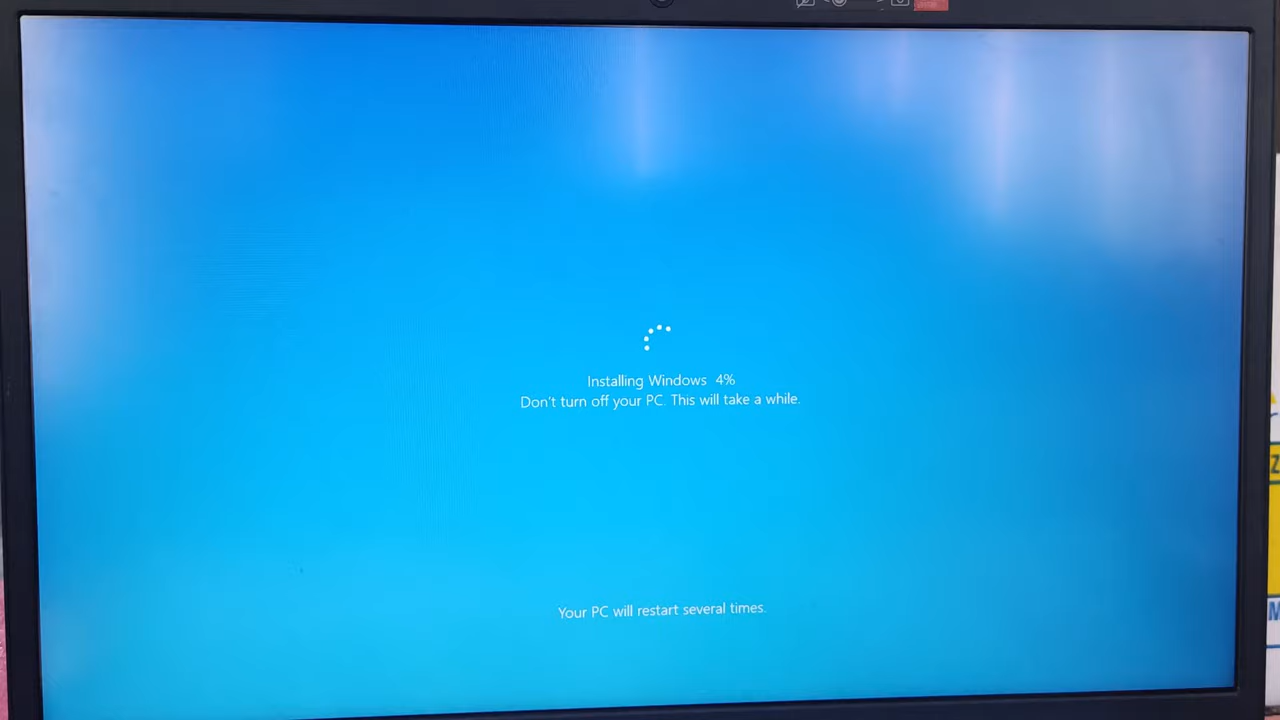 Installing Windows 4%
Don't turn off your PC. This will take a while.
Your PC will restart several times.